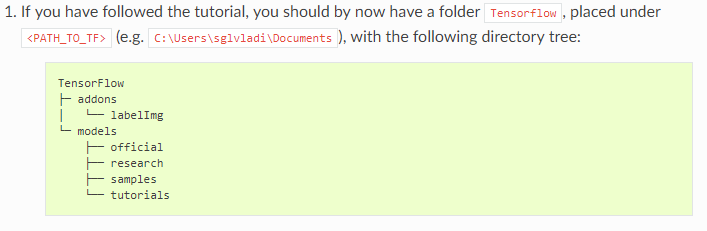 1. If you have followed the tutorial, you should by now have a folder Tensorflow , placed under
<PATH_TO_TF> (e.g. C:\Users\sglvladi\Documents ), with the following directory tree:
TensorFlow
├─ addons
│   └── labelImg
└─ models
    ├── official
    ├── research
    ├── samples
    └── tutorials